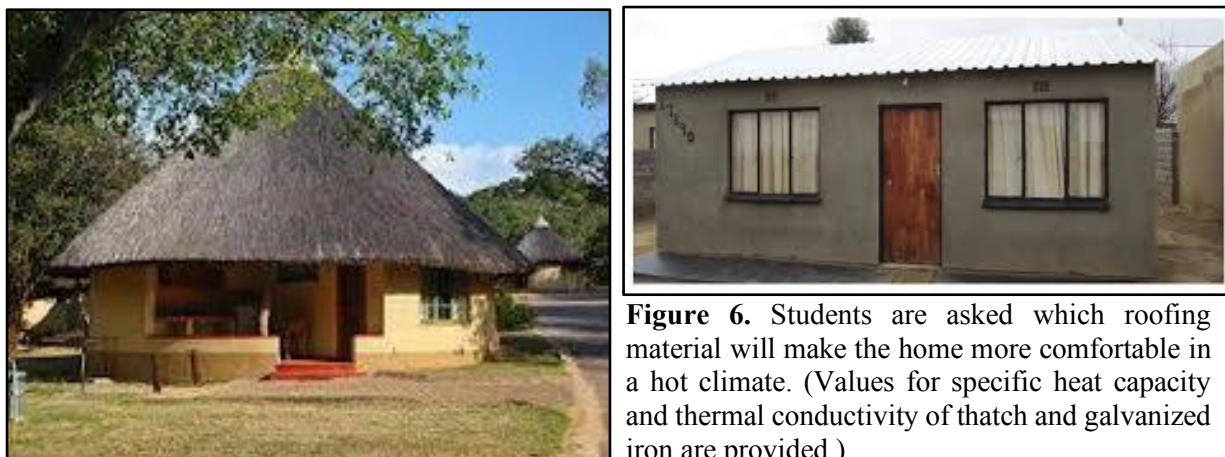 Figure 6. Students are asked which roofing
material will make the home more comfortable in
a hot climate. (Values for specific heat capacity
and thermal conductivity of thatch and galvanized
iron are provided.)